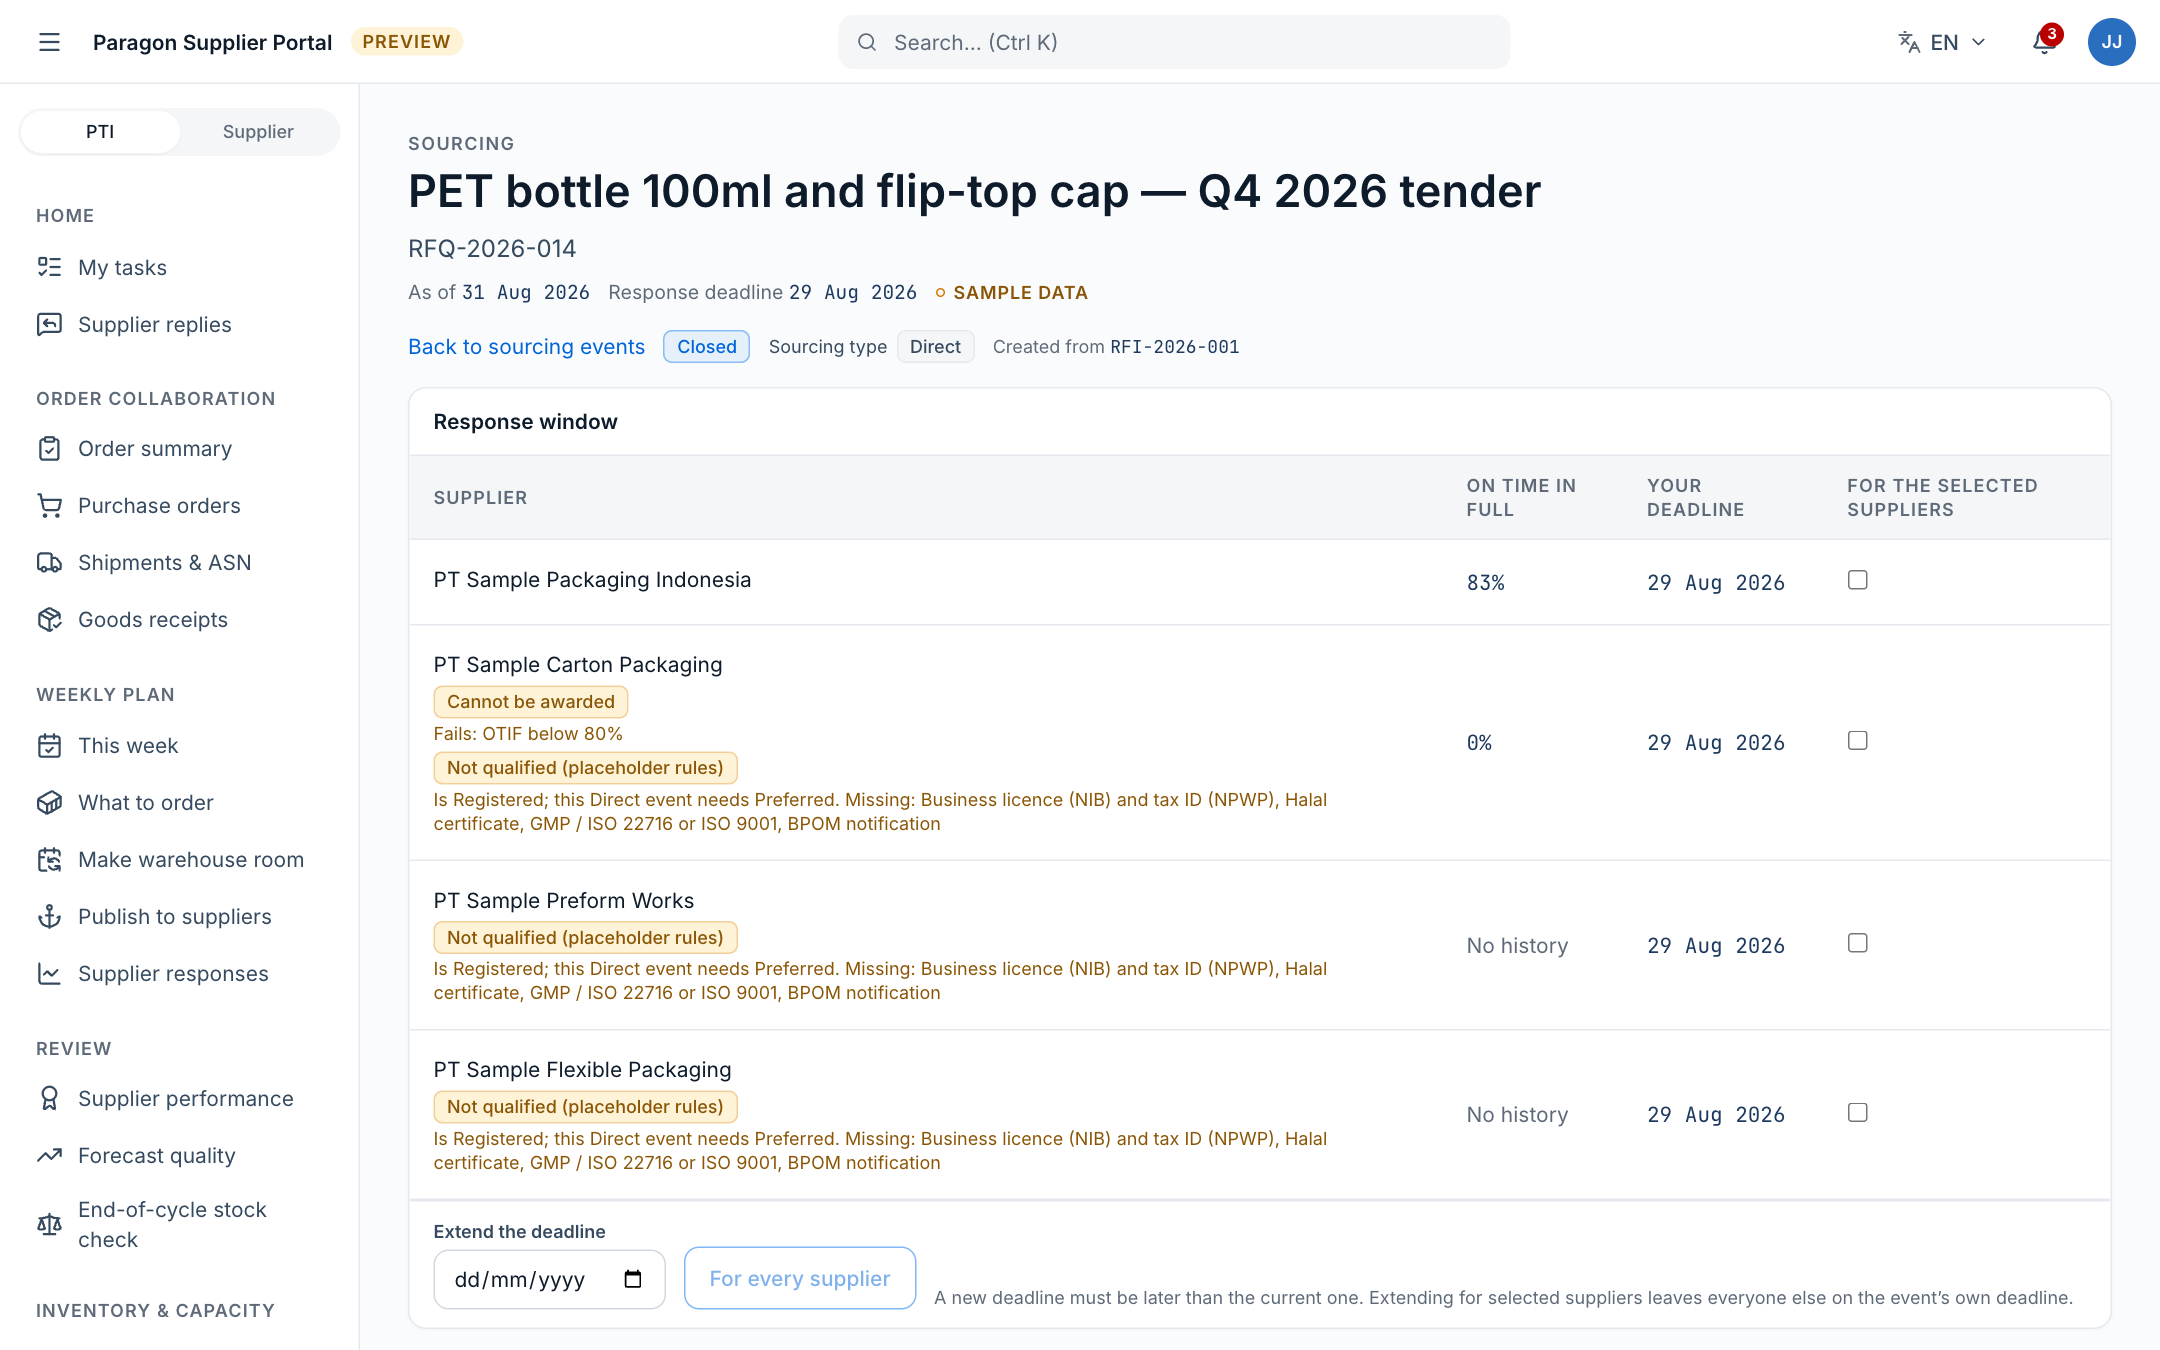 Paragon Supplier Portal PREVIEW
Search... (Ctrl K)
EN
3
JJ
PTI Supplier
HOME
My tasks
Supplier replies
ORDER COLLABORATION
Order summary
Purchase orders
Shipments & ASN
Goods receipts
WEEKLY PLAN
This week
What to order
Make warehouse room
Publish to suppliers
Supplier responses
REVIEW
Supplier performance
Forecast quality
End-of-cycle stock
check
INVENTORY & CAPACITY
SOURCING
PET bottle 100ml and flip-top cap — Q4 2026 tender
RFQ-2026-014
As of 31 Aug 2026 Response deadline 29 Aug 2026 SAMPLE DATA
Back to sourcing events Closed Sourcing type Direct Created from RFI-2026-001
Response window
SUPPLIER
ON TIME IN
FULL
YOUR
DEADLINE
FOR THE SELECTED
SUPPLIERS
PT Sample Packaging Indonesia
83% 29 Aug 2026
PT Sample Carton Packaging
Cannot be awarded
Fails: OTIF below 80%
Not qualified (placeholder rules)
Is Registered; this Direct event needs Preferred. Missing: Business licence (NIB) and tax ID (NPWP), Halal
certificate, GMP / ISO 22716 or ISO 9001, BPOM notification
0% 29 Aug 2026
PT Sample Preform Works
Not qualified (placeholder rules)
Is Registered; this Direct event needs Preferred. Missing: Business licence (NIB) and tax ID (NPWP), Halal
certificate, GMP / ISO 22716 or ISO 9001, BPOM notification
No history 29 Aug 2026
PT Sample Flexible Packaging
Not qualified (placeholder rules)
Is Registered; this Direct event needs Preferred. Missing: Business licence (NIB) and tax ID (NPWP), Halal
certificate, GMP / ISO 22716 or ISO 9001, BPOM notification
No history 29 Aug 2026
Extend the deadline
dd/mm/yyyy
For every supplier
A new deadline must be later than the current one. Extending for selected suppliers leaves everyone else on the event’s own deadline.